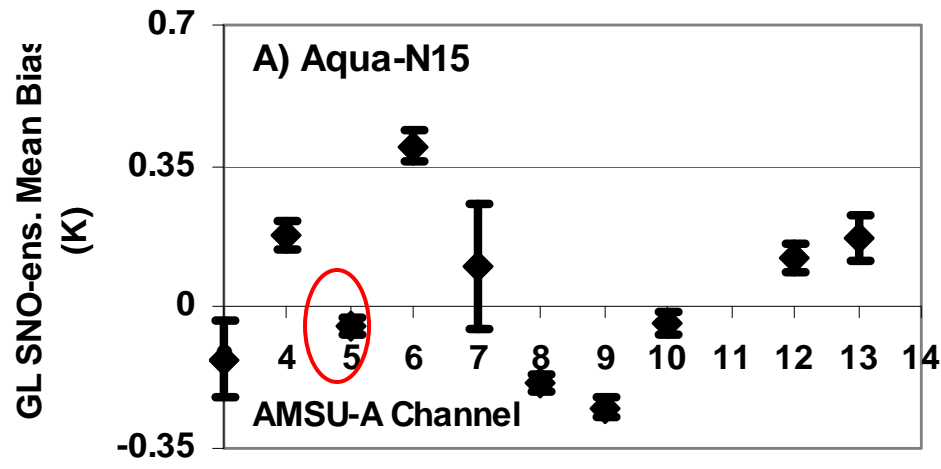 0.7
A) Aqua-N15
GL SNO-ens. Mean Bias
(K)
0.35
0
4 5 6 7 8 9 10 11 12 13 14
AMSU-A Channel
-0.35